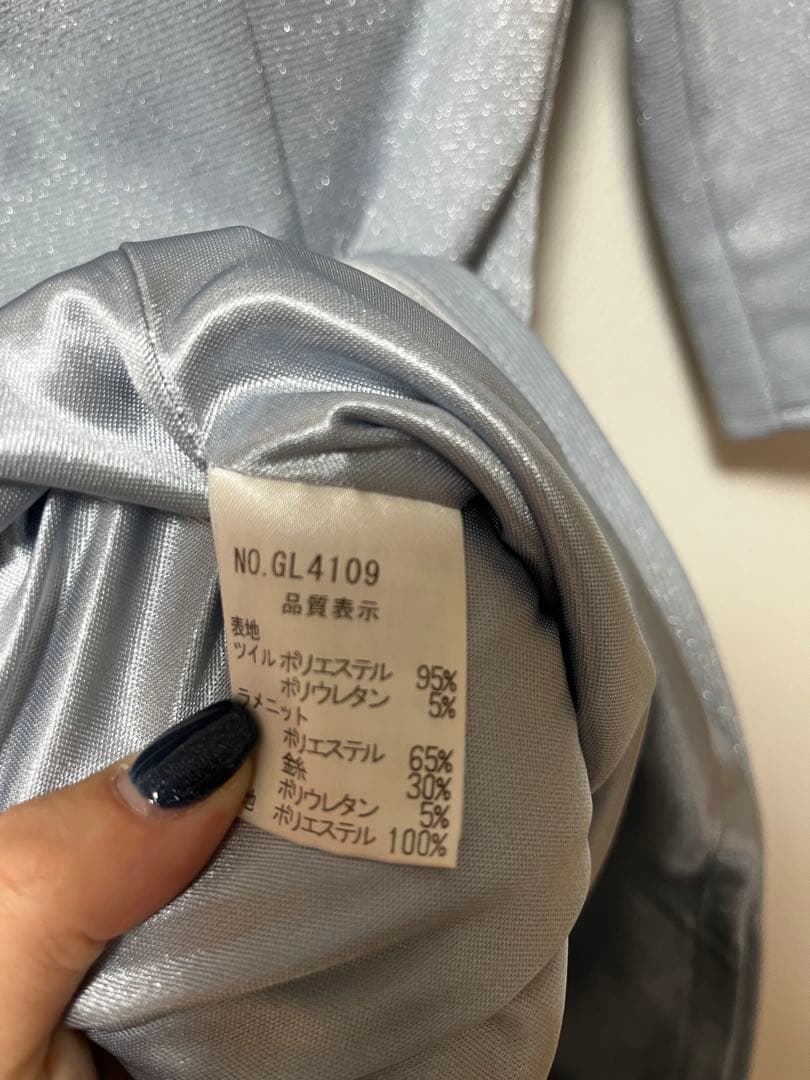 NO.GL4109
品質表示
表地
ツイル ポリエステル 95%
ポリウレタン 5%
ラメニット
ポリエステル 65%
絲 30%
ポリウレタン 5%
地 ポリエステル 100%